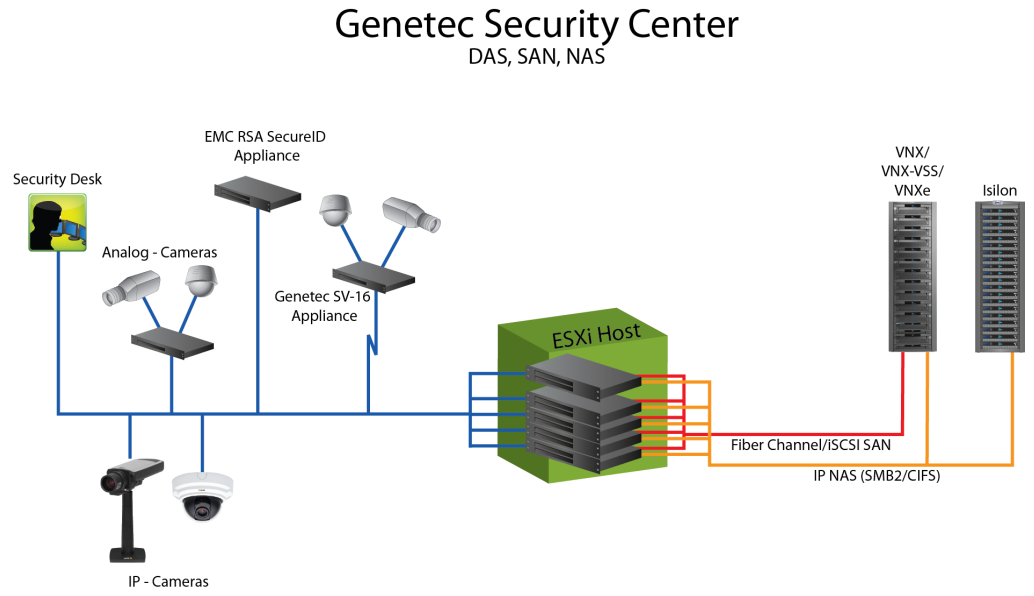 Genetec Security Center
DAS, SAN, NAS
EMC RSA SecureID
Appliance
VNX/
VNX-VSS/
VNXe
Isilon
Security Desk
Analog - Cameras
Genetec SV-16
Appliance
ESXi Host
Fiber Channel/iSCSI SAN
IP NAS (SMB2/CIFS)
IP - Cameras